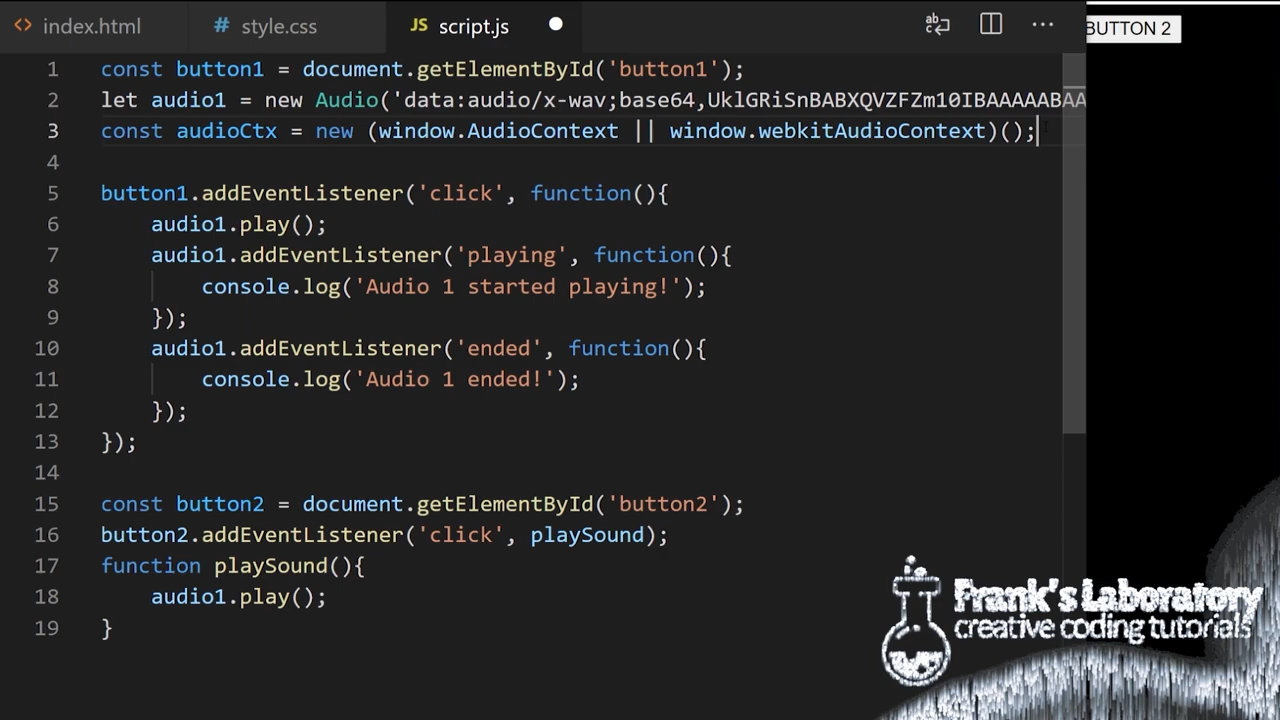 index.html # style.css JS script.js
BUTTON 2
1 const button1 = document.getElementById('button1');
2 let audio1 = new Audio('data:audio/x-wav;base64,UklGRiSnBABXQVZFZm10IBAAAAABAA
3 const audioCtx = new (window.AudioContext || window.webkitAudioContext)();
4
5 button1.addEventListener('click', function(){
6 audio1.play();
7 audio1.addEventListener('playing', function(){
8 console.log('Audio 1 started playing!');
9 });
10 audio1.addEventListener('ended', function(){
11 console.log('Audio 1 ended!');
12 });
13 });
14
15 const button2 = document.getElementById('button2');
16 button2.addEventListener('click', playSound);
17 function playSound(){
18 audio1.play();
19 }
Frank's Laboratory
creative coding tutorials